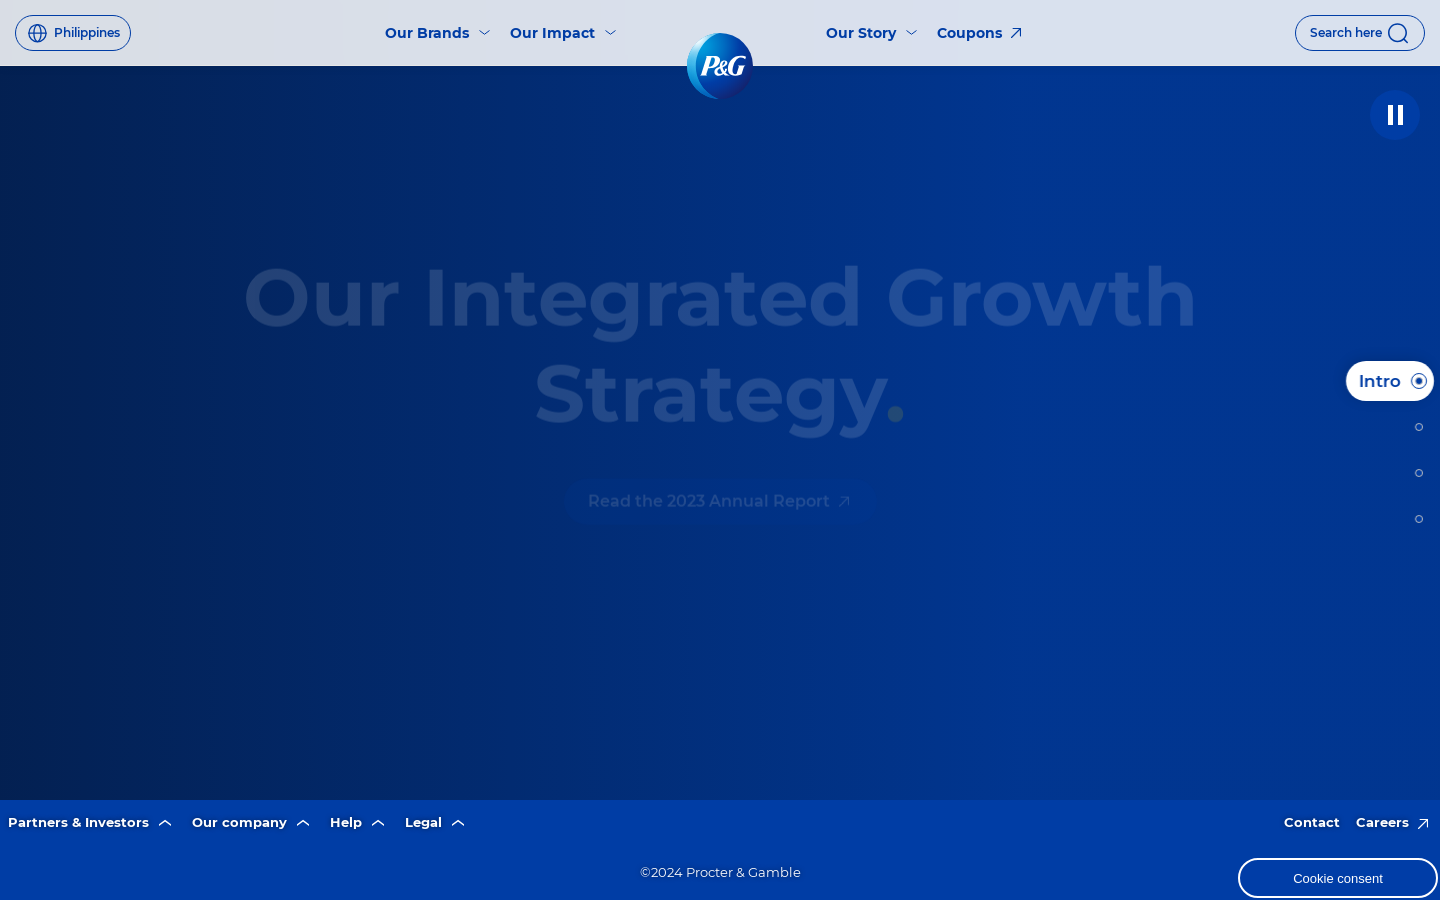 Philippines
Our Brands
Our Impact
P&G
Our Story
Coupons
Search here
Our Integrated Growth
Strategy.
Read the 2023 Annual Report
Intro
Partners & Investors
Our company
Help
Legal
Contact
Careers
©2024 Procter & Gamble
Cookie consent